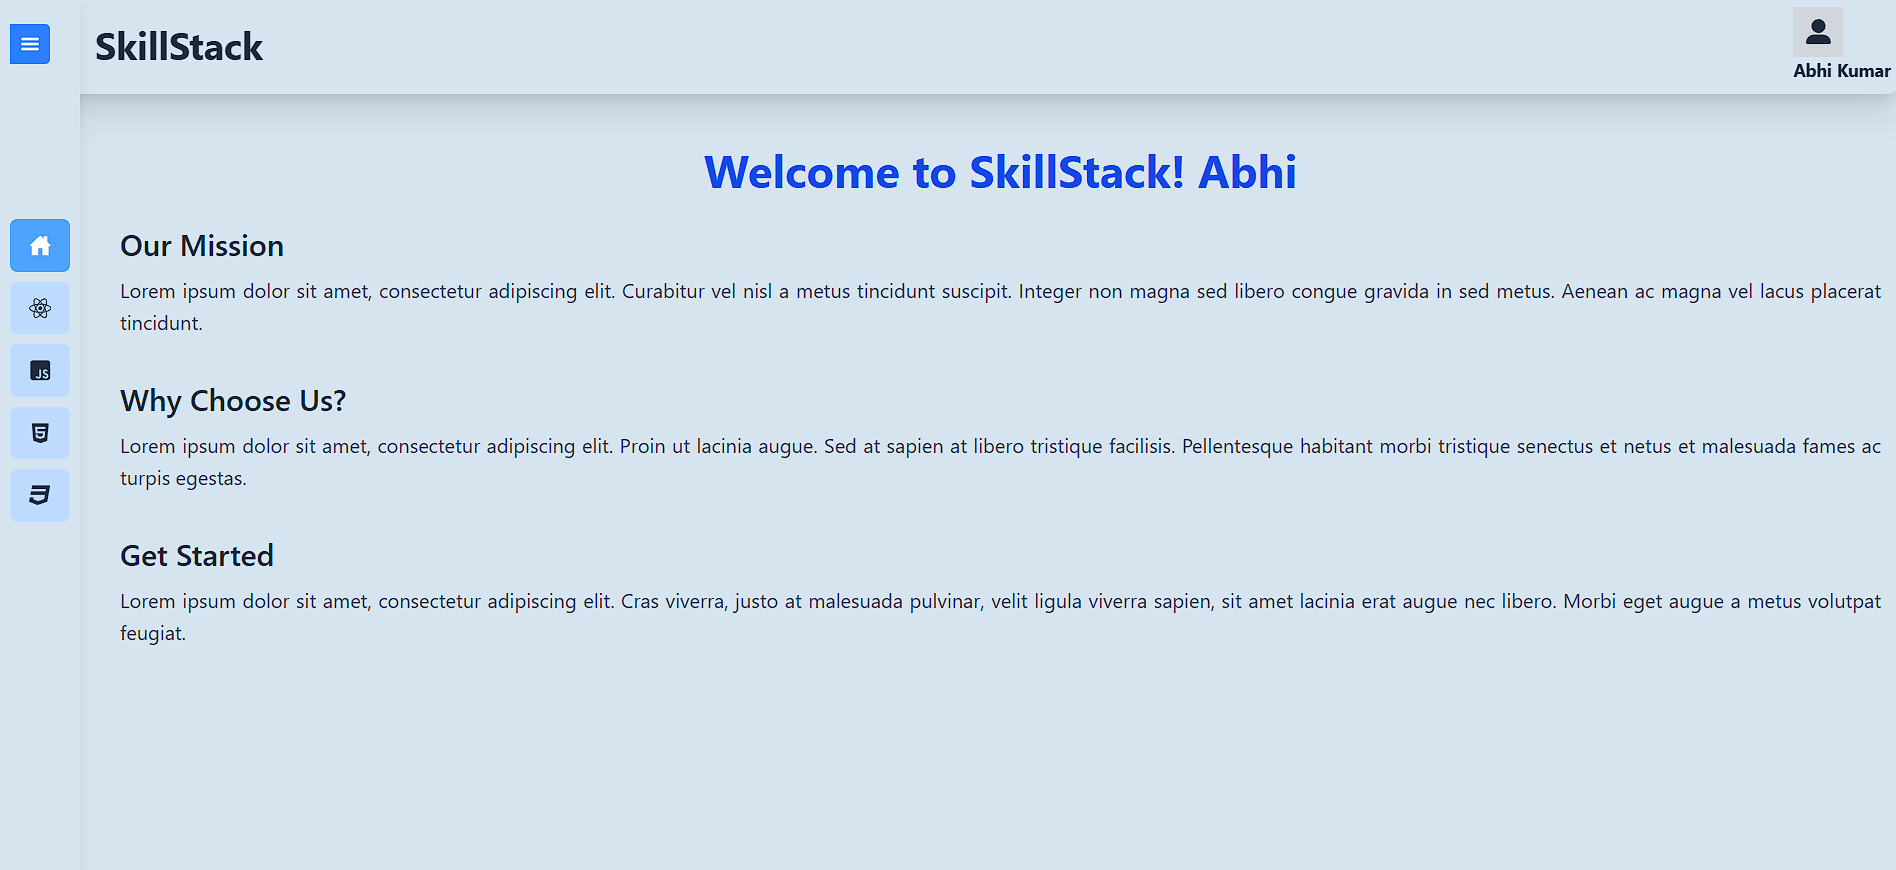 SkillStack
Abhi Kumar
Welcome to SkillStack! Abhi
Our Mission
Lorem ipsum dolor sit amet, consectetur adipiscing elit. Curabitur vel nisl a metus tincidunt suscipit. Integer non magna sed libero congue gravida in sed metus. Aenean ac magna vel lacus placerat
tincidunt.
JS
Why Choose Us?
Lorem ipsum dolor sit amet, consectetur adipiscing elit. Proin ut lacinia augue. Sed at sapien at libero tristique facilisis. Pellentesque habitant morbi tristique senectus et netus et malesuada fames ac
turpis egestas.
Get Started
Lorem ipsum dolor sit amet, consectetur adipiscing elit. Cras viverra, justo at malesuada pulvinar, velit ligula viverra sapien, sit amet lacinia erat augue nec libero. Morbi eget augue a metus volutpat
feugiat.